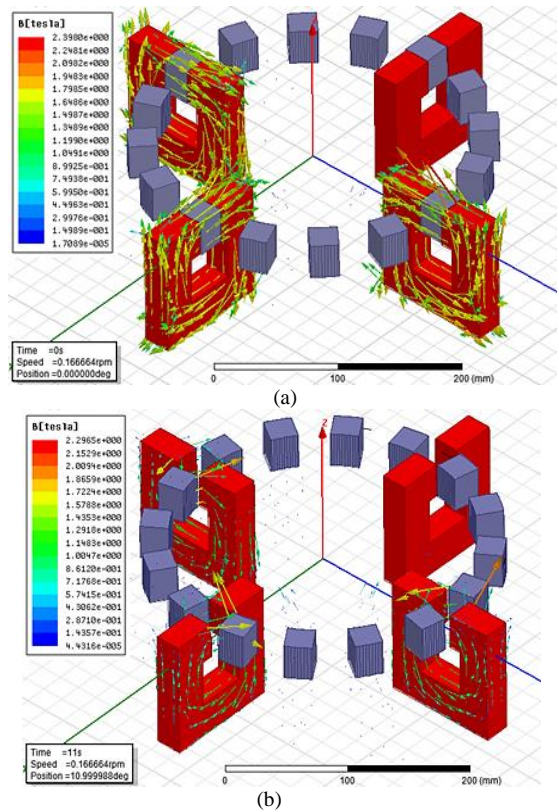 B[tesla]
2.3980e+000
2.2481e+000
2.0982e+000
1.9483e+000
1.7985e+000
1.6486e+000
1.4987e+000
1.3489e+000
1.1990e+000
1.0491e+000
8.9925e-001
7.4938e-001
5.9950e-001
4.4963e-001
2.9976e-001
1.4989e-001
1.7089e-005
Time =0s
Speed =0.166664rpm
Position =0.000000deg
0
100
200 (mm)
(a)
B[tesla]
2.2965e+000
2.1529e+000
2.0094e+000
1.8659e+000
1.7224e+000
1.5788e+000
1.4353e+000
1.2918e+000
1.1483e+000
1.0047e+000
8.6120e-001
7.1768e-001
5.7415e-001
4.3062e-001
2.8710e-001
1.4357e-001
4.4316e-005
Z
Time =11s
Speed =0.166664rpm
Position =10.999988deg
0
100
200 (mm)
(b)